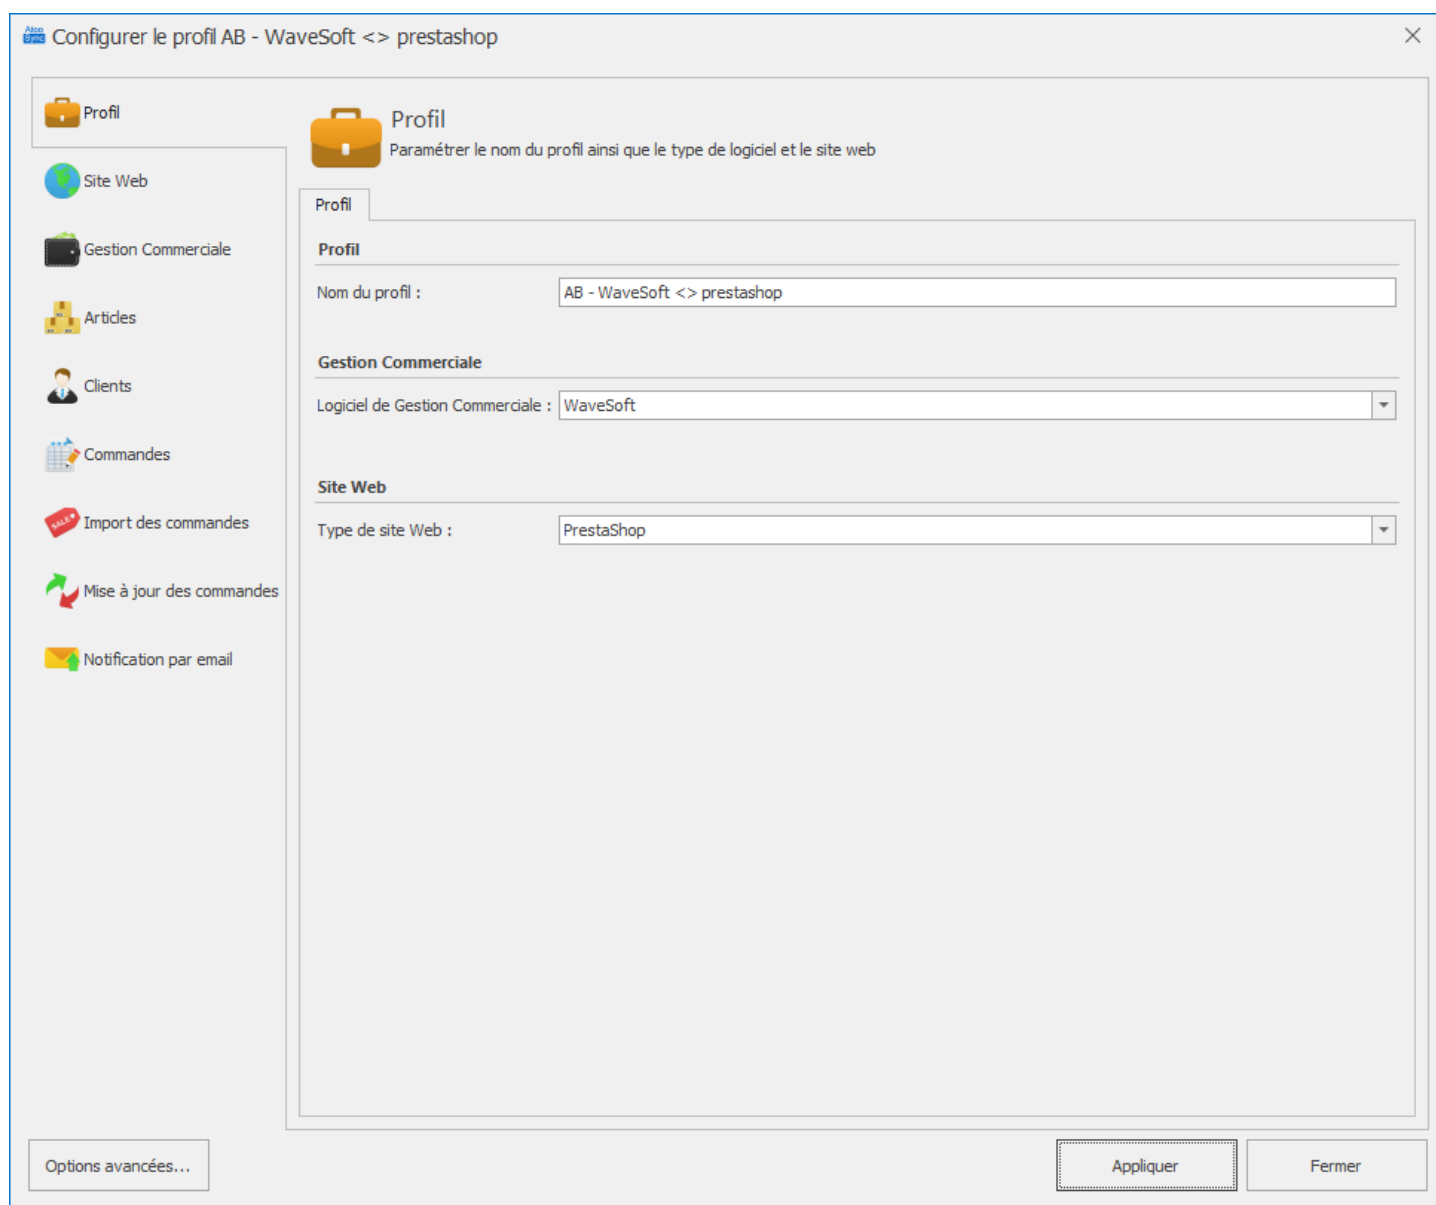 Atoo
Sync
Configurer le profil AB - WaveSoft <> prestashop
Profil
Site Web
Gestion Commerciale
Articles
Clients
Commandes
SALE
Import des commandes
Mise à jour des commandes
Notification par email
Profil
Paramétrer le nom du profil ainsi que le type de logiciel et le site web
Profil
Profil
Nom du profil : AB - WaveSoft <> prestashop
Gestion Commerciale
Logiciel de Gestion Commerciale : WaveSoft
Site Web
Type de site Web : PrestaShop
Options avancées...
Appliquer
Fermer